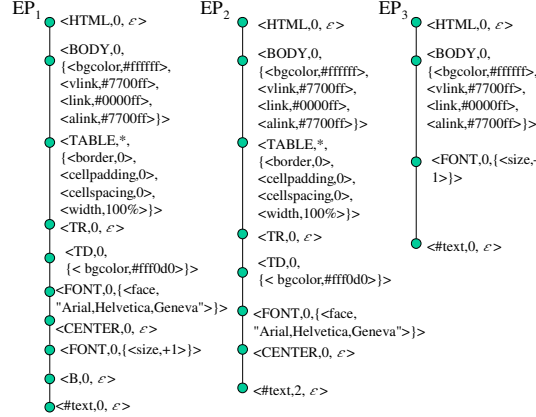 EP1
<HTML,0, ε>
<BODY,0,
{<bgcolor,#ffffff>,
<vlink,#7700ff>,
<link,#0000ff>,
<alink,#7700ff>}>
<TABLE,*,
{<border,0>,
<cellpadding,0>,
<cellspacing,0>,
<width,100%>}>
<TR,0, ε>
<TD,0,
{< bgcolor,#fff0d0>}>
<FONT,0,{<face,
"Arial,Helvetica,Geneva">}>
<CENTER,0, ε>
<FONT,0,{<size,+1>}>
<B,0, ε>
<#text,0, ε>
EP2
<HTML,0, ε>
<BODY,0,
{<bgcolor,#ffffff>,
<vlink,#7700ff>,
<link,#0000ff>,
<alink,#7700ff>}>
<TABLE,*,
{<border,0>,
<cellpadding,0>,
<cellspacing,0>,
<width,100%>}>
<TR,0, ε>
<TD,0,
{< bgcolor,#fff0d0>}>
<FONT,0,{<face,
"Arial,Helvetica,Geneva">}>
<CENTER,0, ε>
<#text,2, ε>
EP3
<HTML,0, ε>
<BODY,0,
{<bgcolor,#ffffff>,
<vlink,#7700ff>,
<link,#0000ff>,
<alink,#7700ff>}>
<FONT,0,{<size,-
1>}>
<#text,0, ε>